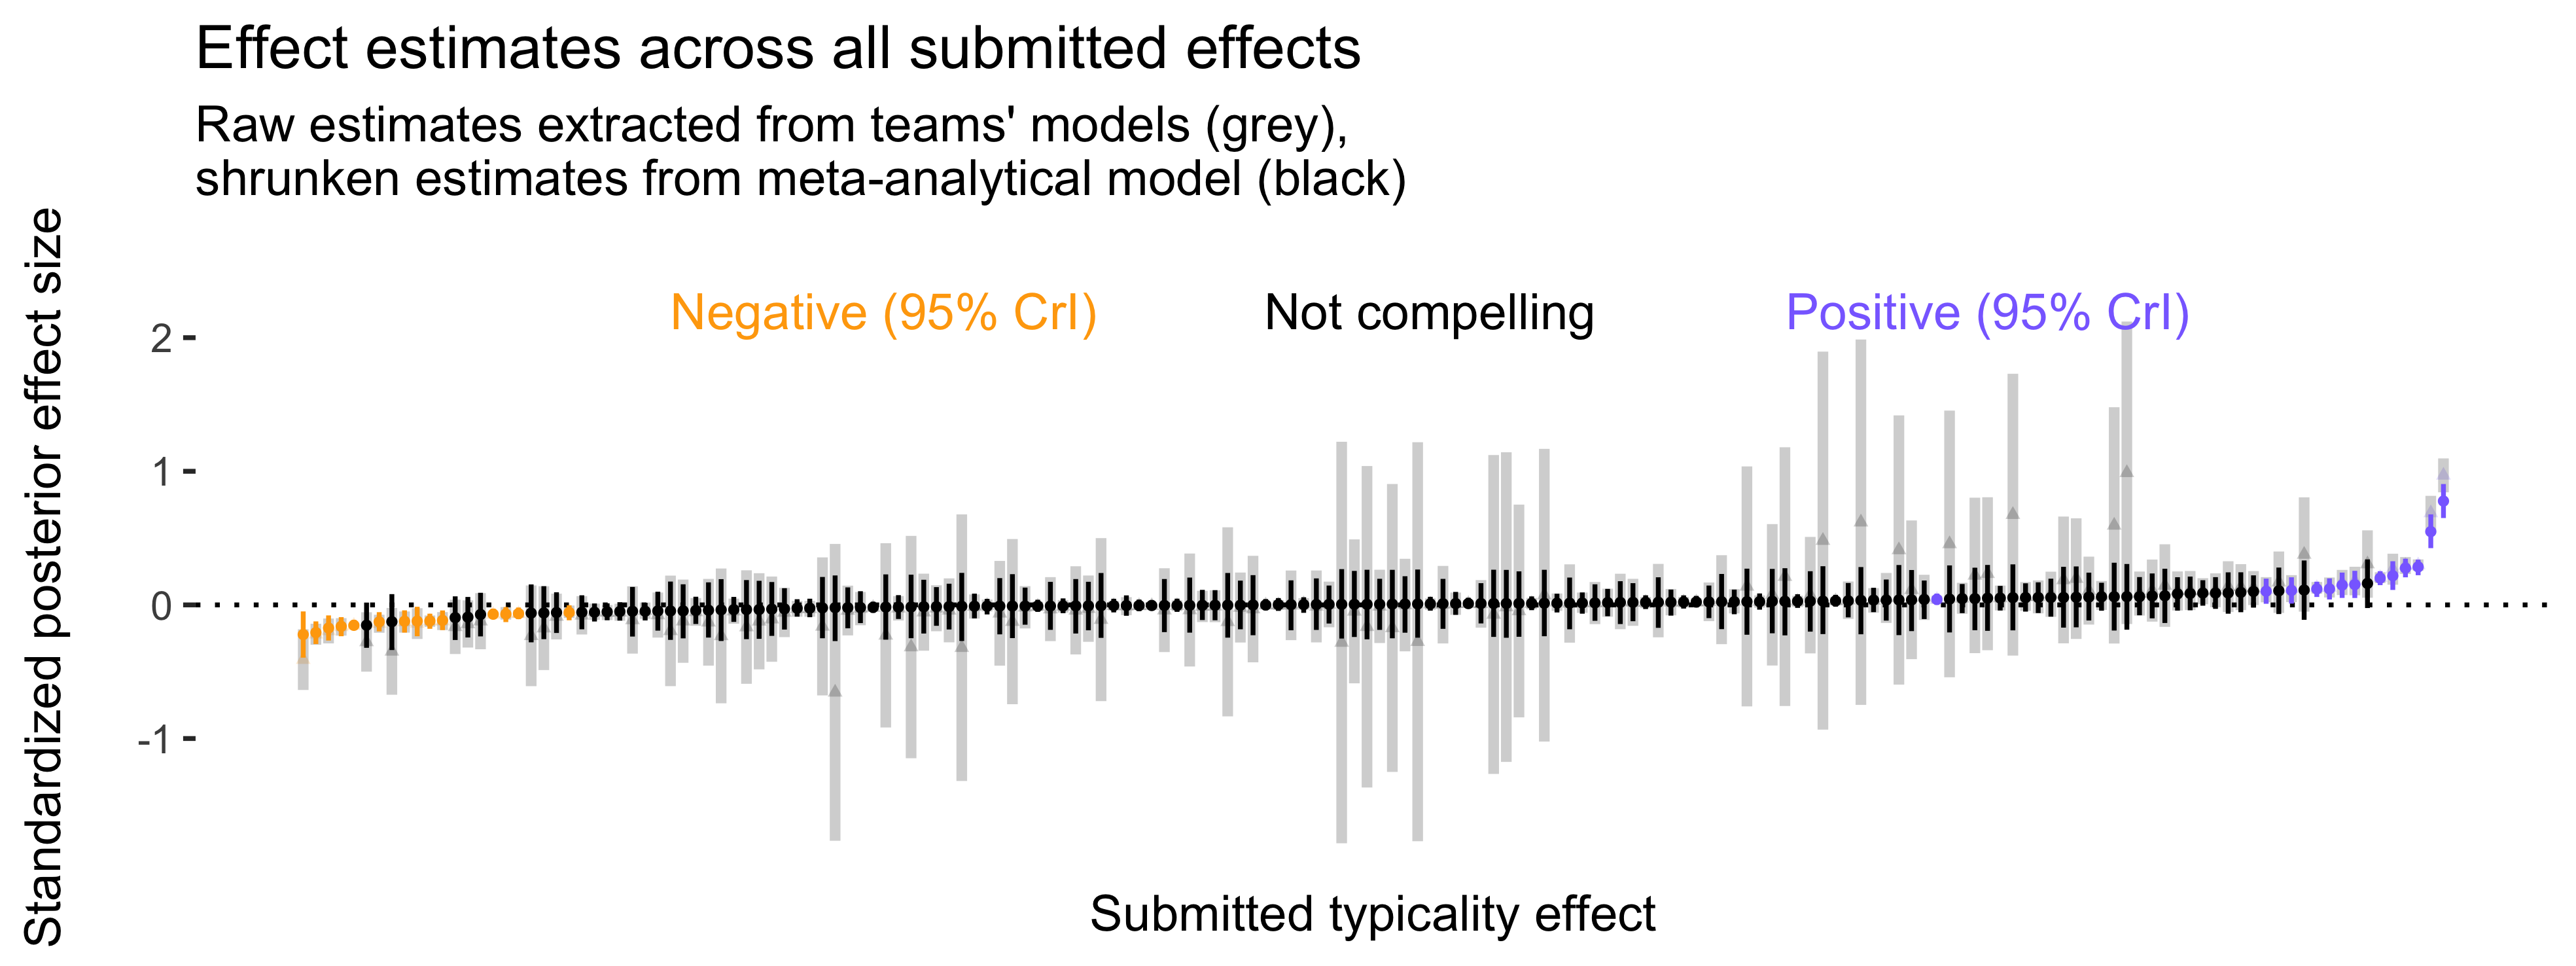 Effect estimates across all submitted effects
Raw estimates extracted from teams' models (grey),
shrunken estimates from meta-analytical model (black)
Standardized posterior effect size
Negative (95% CrI)
Not compelling
Positive (95% CrI)
2
1
0
-1
Submitted typicality effect